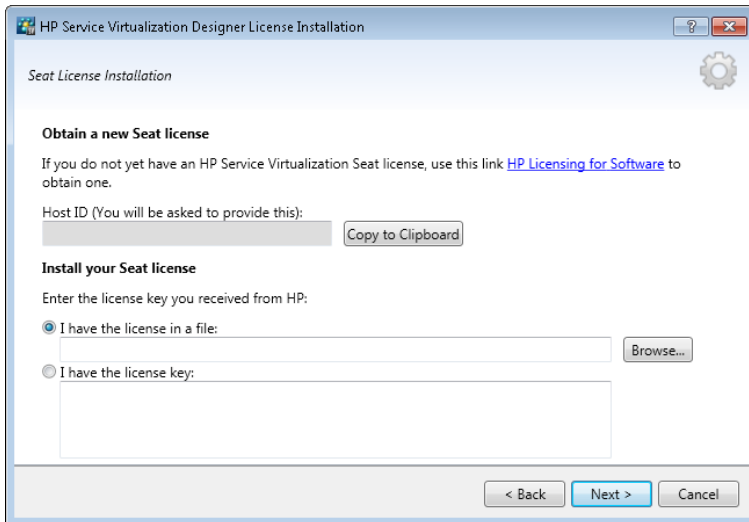 HP Service Virtualization Designer License Installation
Seat License Installation
Obtain a new Seat license
If you do not yet have an HP Service Virtualization Seat license, use this link HP Licensing for Software to
obtain one.
Host ID (You will be asked to provide this):
Copy to Clipboard
Install your Seat license
Enter the license key you received from HP:
I have the license in a file:
Browse...
I have the license key:
< Back Next > Cancel